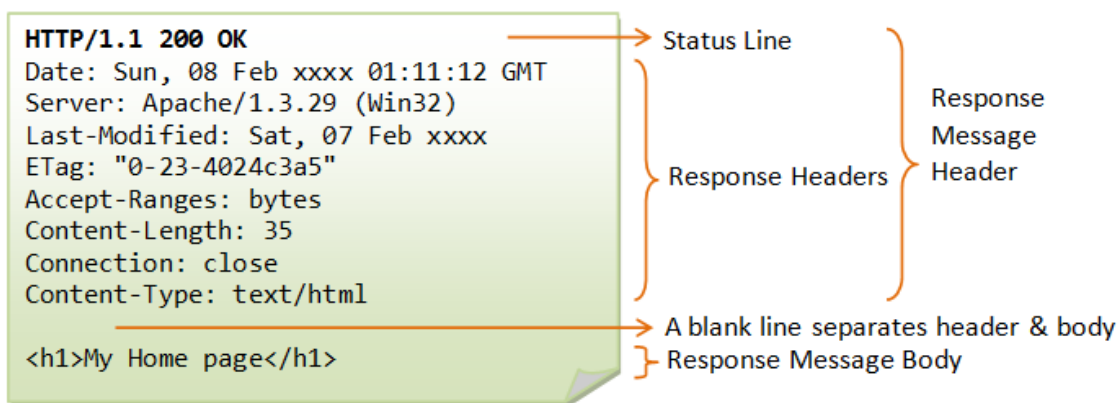 HTTP/1.1 200 OK
Date: Sun, 08 Feb xxxx 01:11:12 GMT
Server: Apache/1.3.29 (Win32)
Last-Modified: Sat, 07 Feb xxxx
ETag: "0-23-4024c3a5"
Accept-Ranges: bytes
Content-Length: 35
Connection: close
Content-Type: text/html
<h1>My Home page</h1>
Status Line
Response Headers
Response
Message
Header
A blank line separates header & body
Response Message Body